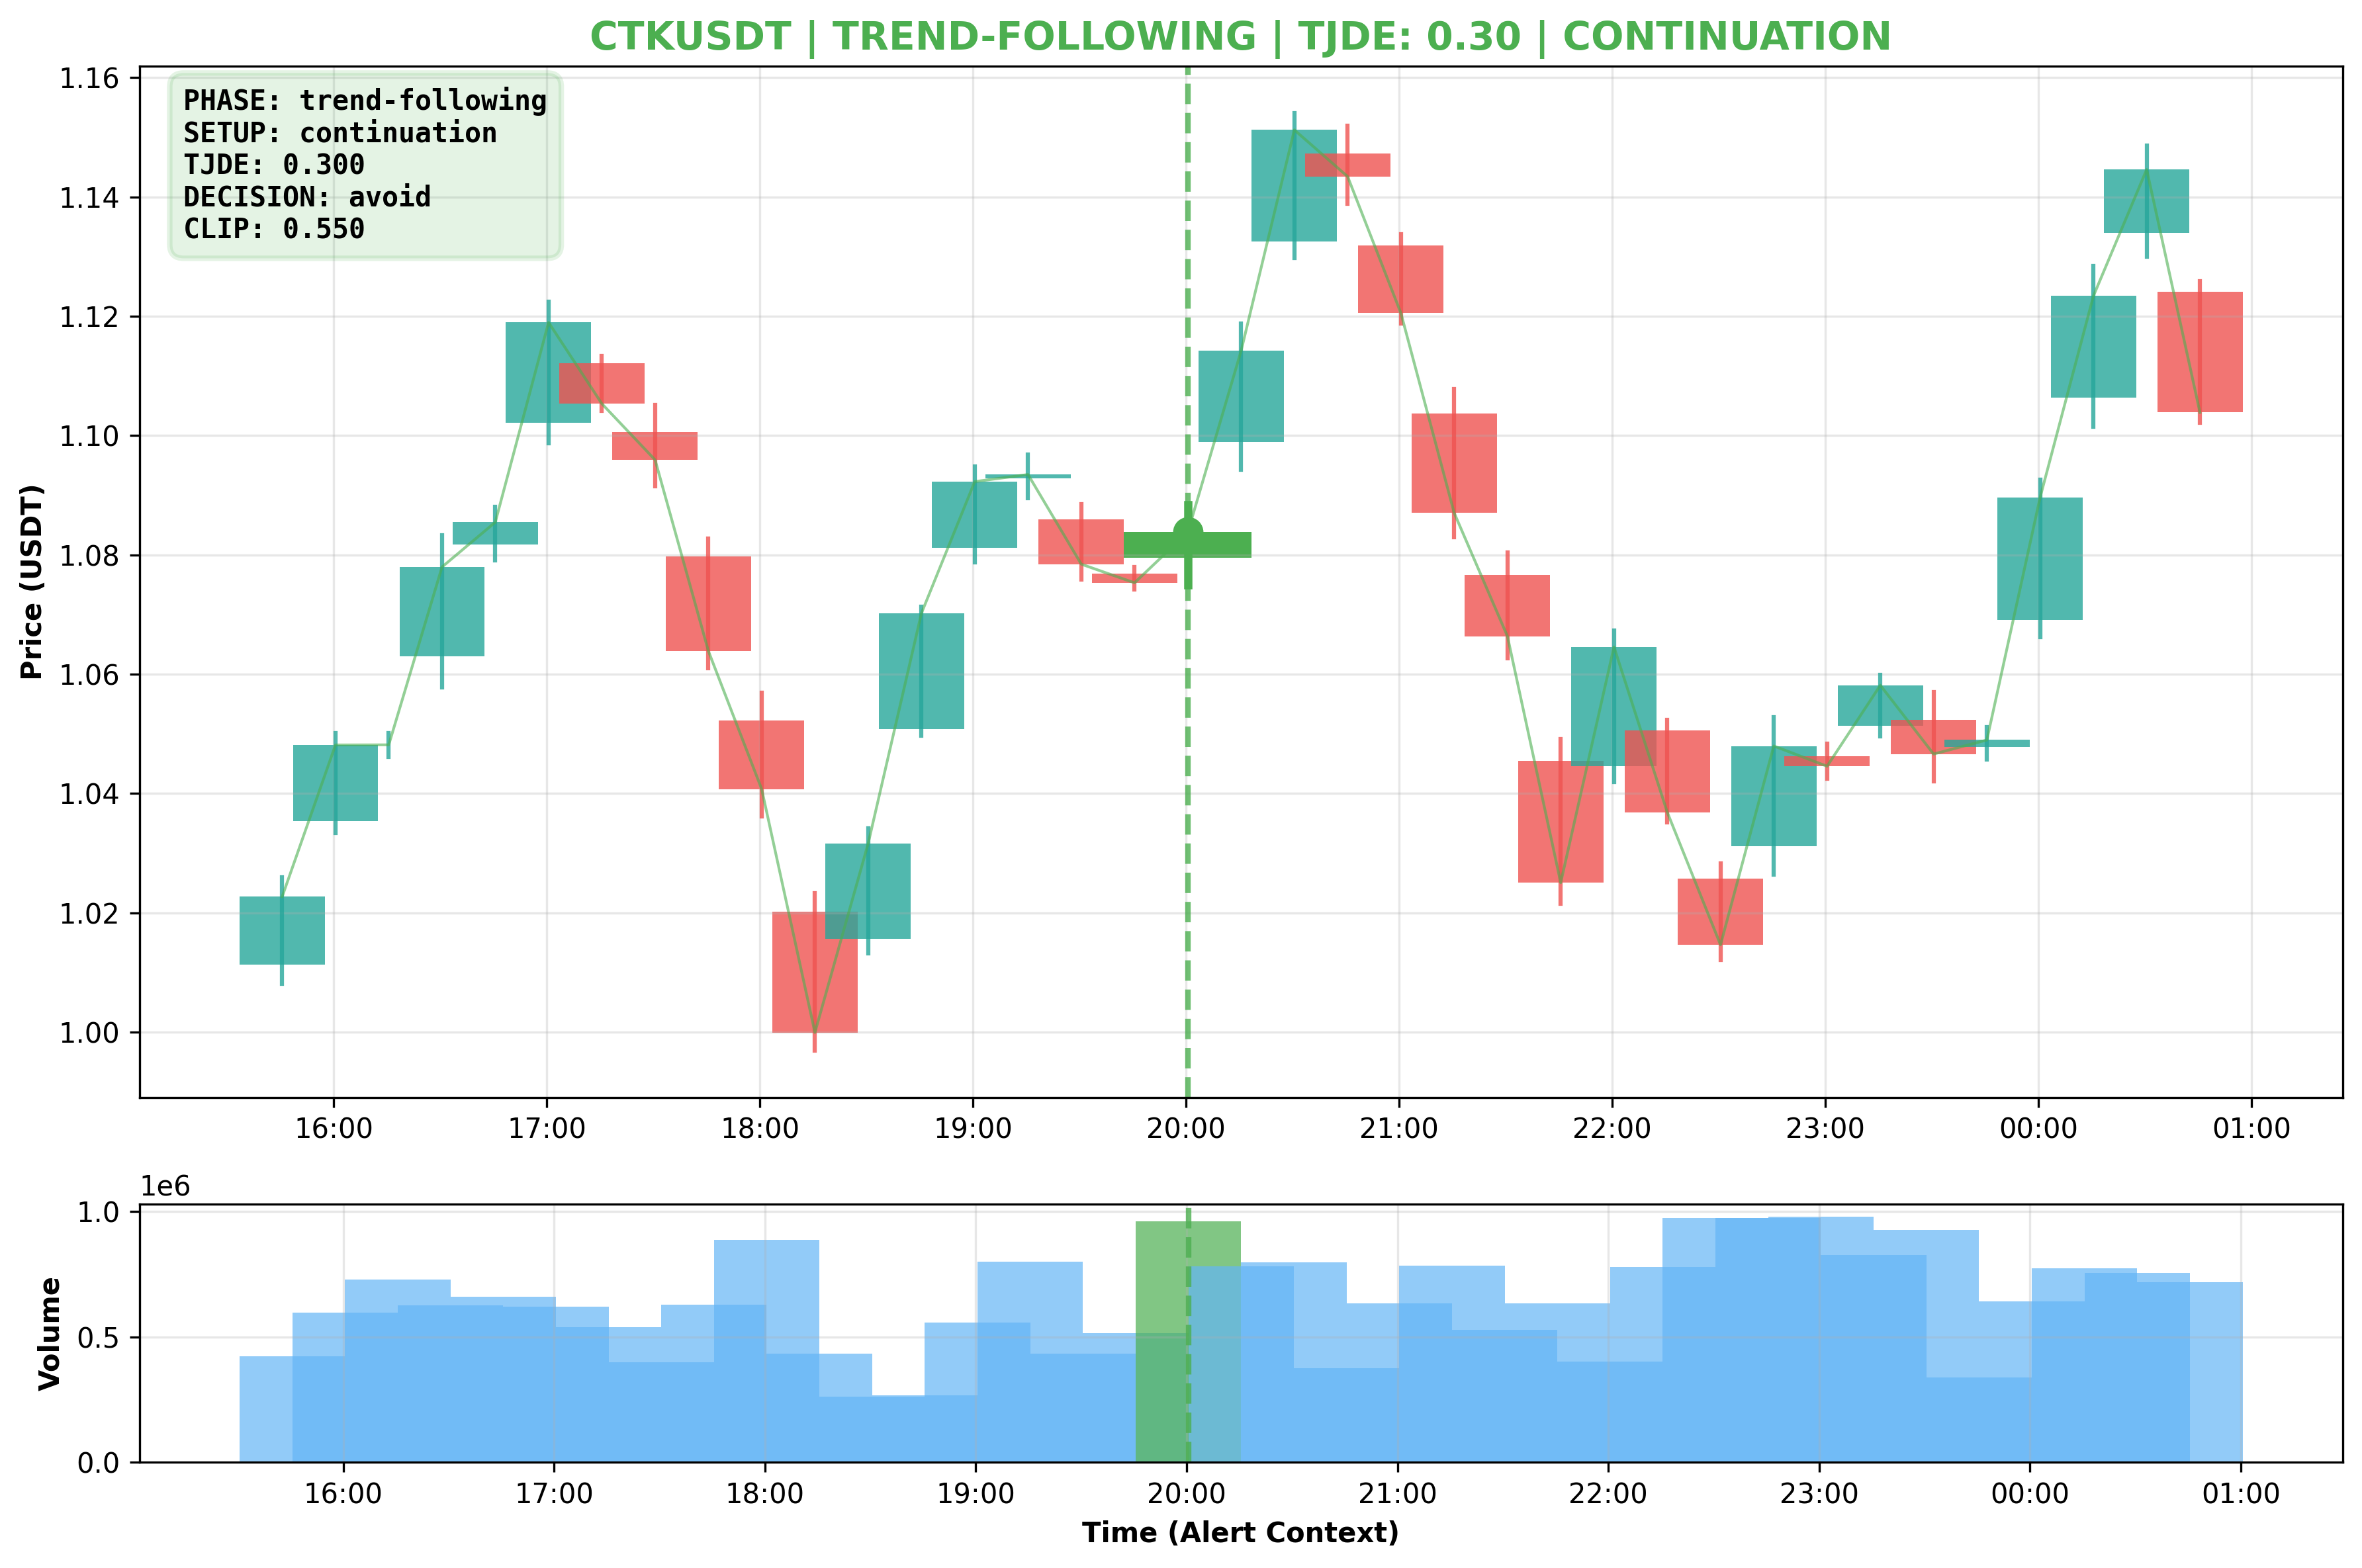 CTKUSDT | TREND-FOLLOWING | TJDE: 0.30 | CONTINUATION
PHASE: trend-following
SETUP: continuation
TJDE: 0.300
DECISION: avoid
CLIP: 0.550
Price (USDT)
1.16
1.14
1.12
1.10
1.08
1.06
1.04
1.02
1.00
16:00 17:00 18:00 19:00 20:00 21:00 22:00 23:00 00:00 01:00
1e6
Volume
1.0
0.5
0.0
16:00 17:00 18:00 19:00 20:00 21:00 22:00 23:00 00:00 01:00
Time (Alert Context)